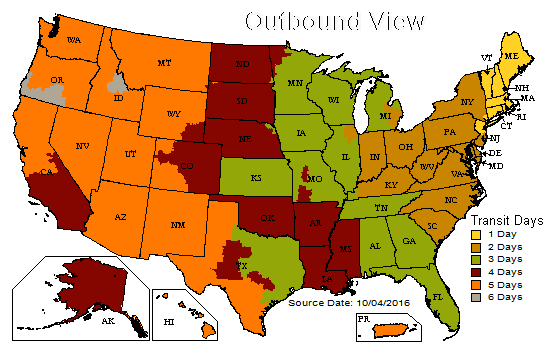 Outbound View
WA
MT
ND
MN
VT
ME
OR
ID
SD
WI
MI
NY
NH
MA
RI
CT
WY
NE
IA
IL
IN
OH
PA
NJ
DE
MD
NV
UT
CO
KS
MO
KY
WV
VA
CA
AZ
NM
OK
AR
TN
NC
SC
TX
LA
MS
AL
GA
FL
AK
HI
PR
Transit Days
1 Day
2 Days
3 Days
4 Days
5 Days
6 Days
Source Date: 10/04/2016